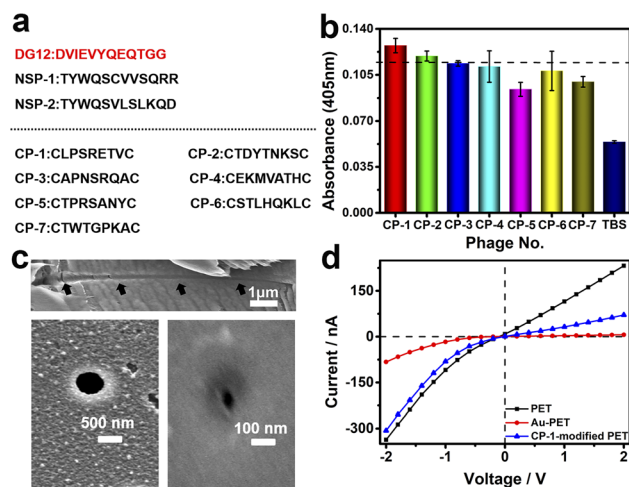 a
DG12:DVIEVYQEQTGG
NSP-1:TYWQSCVVSQRR
NSP-2:TYWQSVLSLKQD
CP-1:CLPSRETVC CP-2:CTDYTNKSC
CP-3:CAPNSRQAC CP-4:CEKMVATHC
CP-5:CTPRSANYC CP-6:CSTLHQKLC
CP-7:CTWTGPKAC
b
Absorbance (405nm)
0.140
0.105
0.070
0.035
0.000
CP-1 CP-2 CP-3 CP-4 CP-5 CP-6 CP-7 TBS
Phage No.
c
1μm
500 nm
100 nm
d
Current / nA
150
0
-150
-300
PET
Au-PET
CP-1-modified PET
-2 -1 0 1 2
Voltage / V